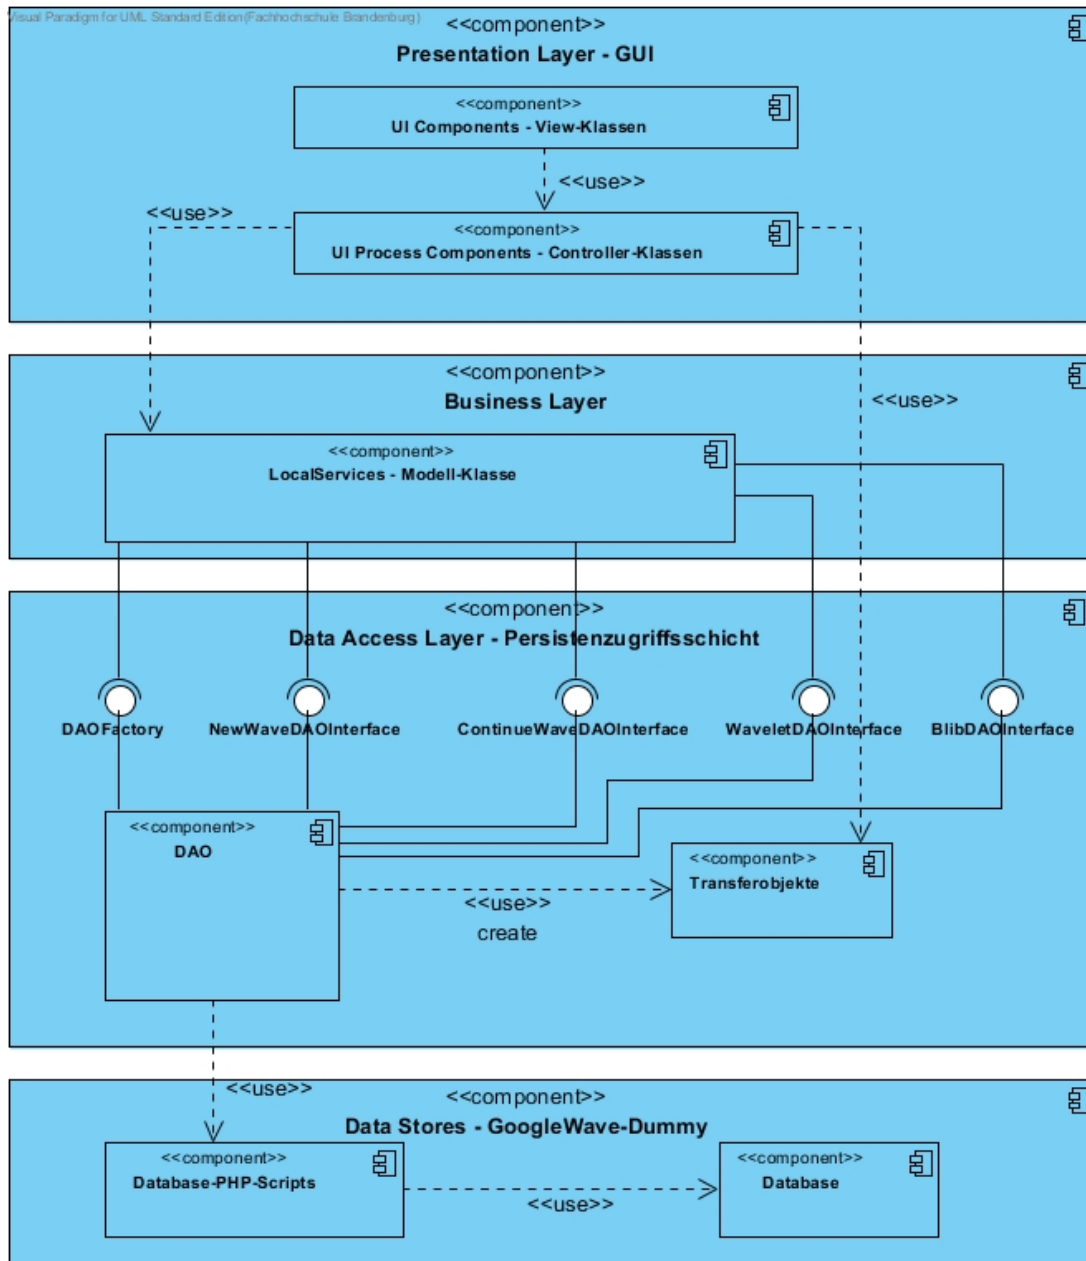 Visual Paradigm for UML Standard Edition(Fachhochschule Brandenburg)
<<component>>
Presentation Layer - GUI
<<component>>
UI Components - View-Klassen
<<use>>
<<use>>
<<component>>
UI Process Components - Controller-Klassen
<<component>>
Business Layer
<<use>>
<<component>>
LocalServices - Modell-Klasse
<<component>>
Data Access Layer - Persistenzugriffsschicht
DAOFactory
NewWaveDAOInterface
ContinueWaveDAOInterface
WaveletDAOInterface
BlibDAOInterface
<<component>>
DAO
<<component>>
Transferobjekte
<<use>>
create
<<use>>
<<component>>
Data Stores - GoogleWave-Dummy
<<component>>
Database-PHP-Scripts
<<component>>
Database
<<use>>